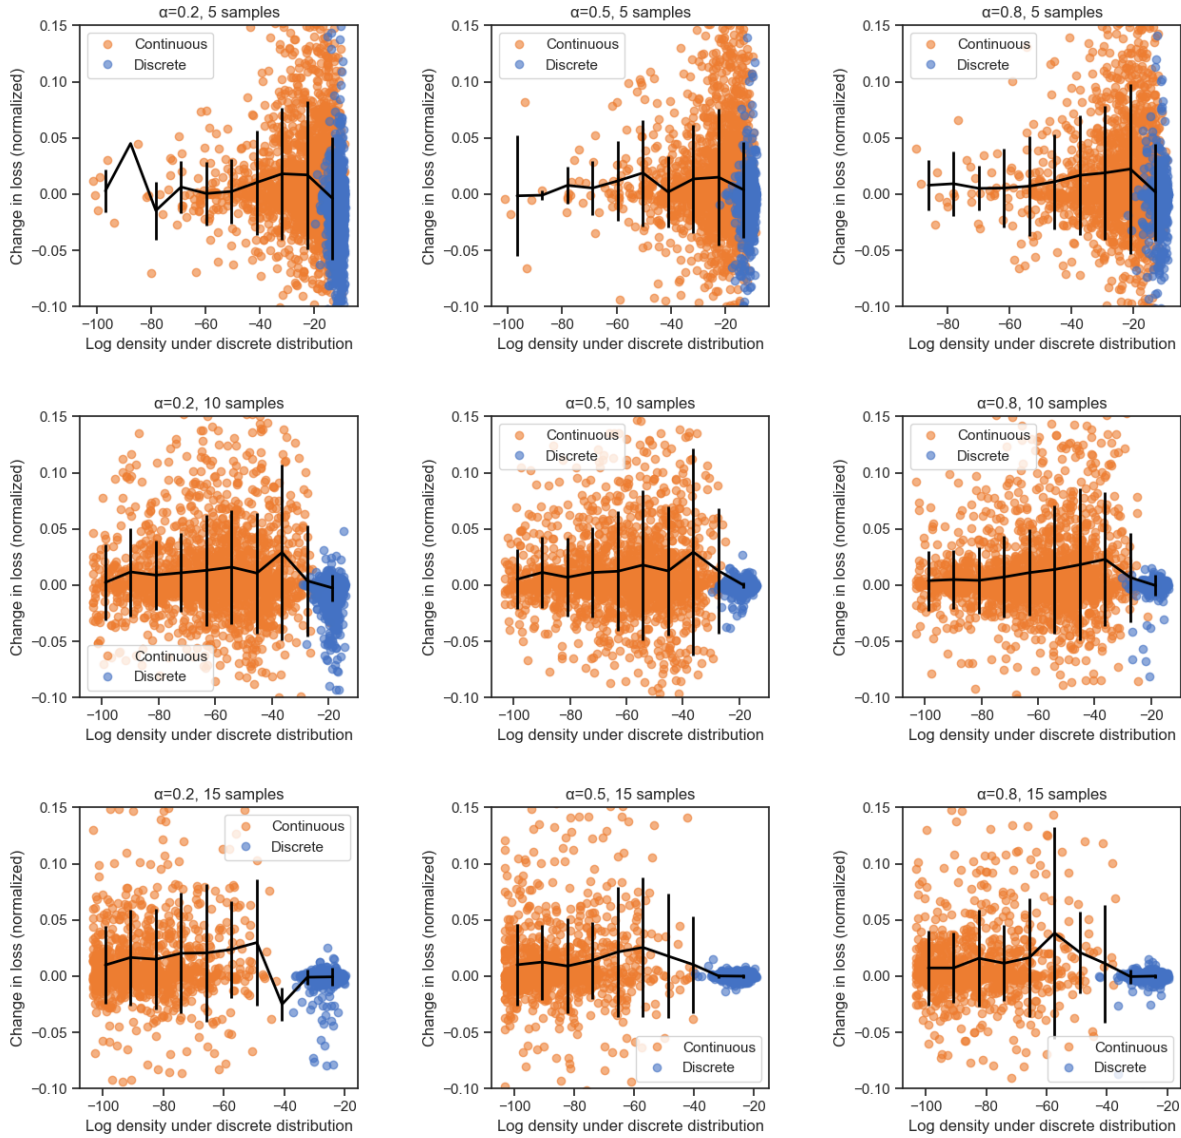 α=0.2, 5 samples
Continuous
Discrete
Change in loss (normalized)
0.15
0.10
0.05
0.00
−0.05
−0.10
−100 −80 −60 −40 −20
Log density under discrete distribution
α=0.5, 5 samples
Continuous
Discrete
Change in loss (normalized)
0.15
0.10
0.05
0.00
−0.05
−0.10
−100 −80 −60 −40 −20
Log density under discrete distribution
α=0.8, 5 samples
Continuous
Discrete
Change in loss (normalized)
0.15
0.10
0.05
0.00
−0.05
−0.10
−80 −60 −40 −20
Log density under discrete distribution
α=0.2, 10 samples
Continuous
Discrete
Change in loss (normalized)
0.15
0.10
0.05
0.00
−0.05
−0.10
−100 −80 −60 −40 −20
Log density under discrete distribution
α=0.5, 10 samples
Continuous
Discrete
Change in loss (normalized)
0.15
0.10
0.05
0.00
−0.05
−0.10
−100 −80 −60 −40 −20
Log density under discrete distribution
α=0.8, 10 samples
Continuous
Discrete
Change in loss (normalized)
0.15
0.10
0.05
0.00
−0.05
−0.10
−100 −80 −60 −40 −20
Log density under discrete distribution
α=0.2, 15 samples
Continuous
Discrete
Change in loss (normalized)
0.15
0.10
0.05
0.00
−0.05
−0.10
−100 −80 −60 −40 −20
Log density under discrete distribution
α=0.5, 15 samples
Continuous
Discrete
Change in loss (normalized)
0.15
0.10
0.05
0.00
−0.05
−0.10
−100 −80 −60 −40 −20
Log density under discrete distribution
α=0.8, 15 samples
Continuous
Discrete
Change in loss (normalized)
0.15
0.10
0.05
0.00
−0.05
−0.10
−100 −80 −60 −40 −20
Log density under discrete distribution